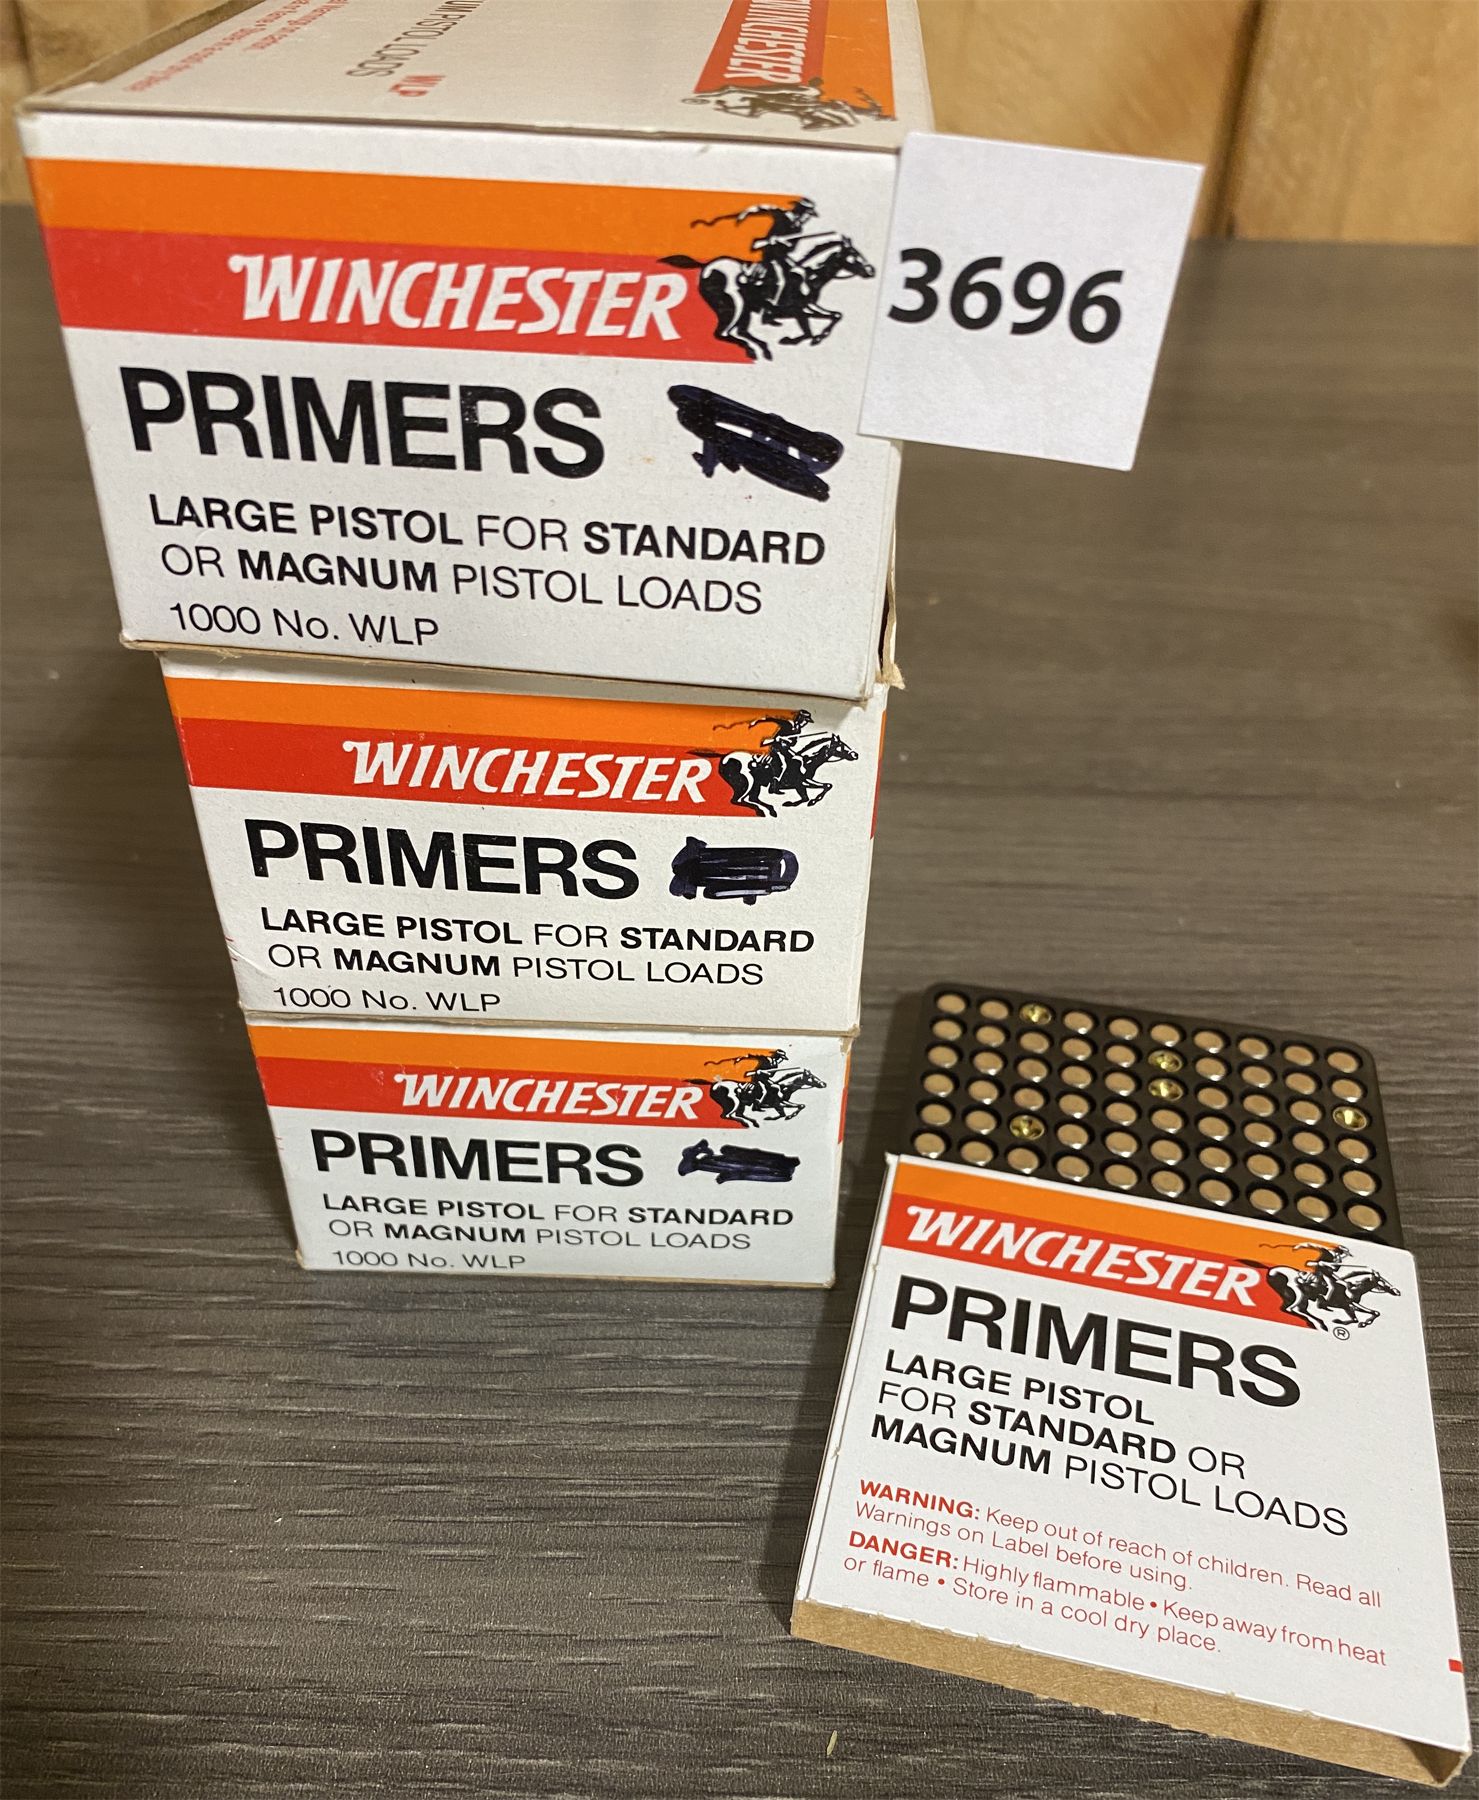 PISTOL LOADS
WLP
WINCHESTER
®
3696
WINCHESTER
PRIMERS
LARGE PISTOL FOR STANDARD
OR MAGNUM PISTOL LOADS
1000 No. WLP
WINCHESTER
PRIMERS
LARGE PISTOL FOR STANDARD
OR MAGNUM PISTOL LOADS
1000 No. WLP
WINCHESTER
PRIMERS
LARGE PISTOL FOR STANDARD
OR MAGNUM PISTOL LOADS
1000 No. WLP
WINCHESTER
®
PRIMERS
LARGE PISTOL
FOR STANDARD OR
MAGNUM PISTOL LOADS
WARNING: Keep out of reach of children. Read all
Warnings on Label before using.
DANGER: Highly flammable • Keep away from heat
or flame • Store in a cool dry place.